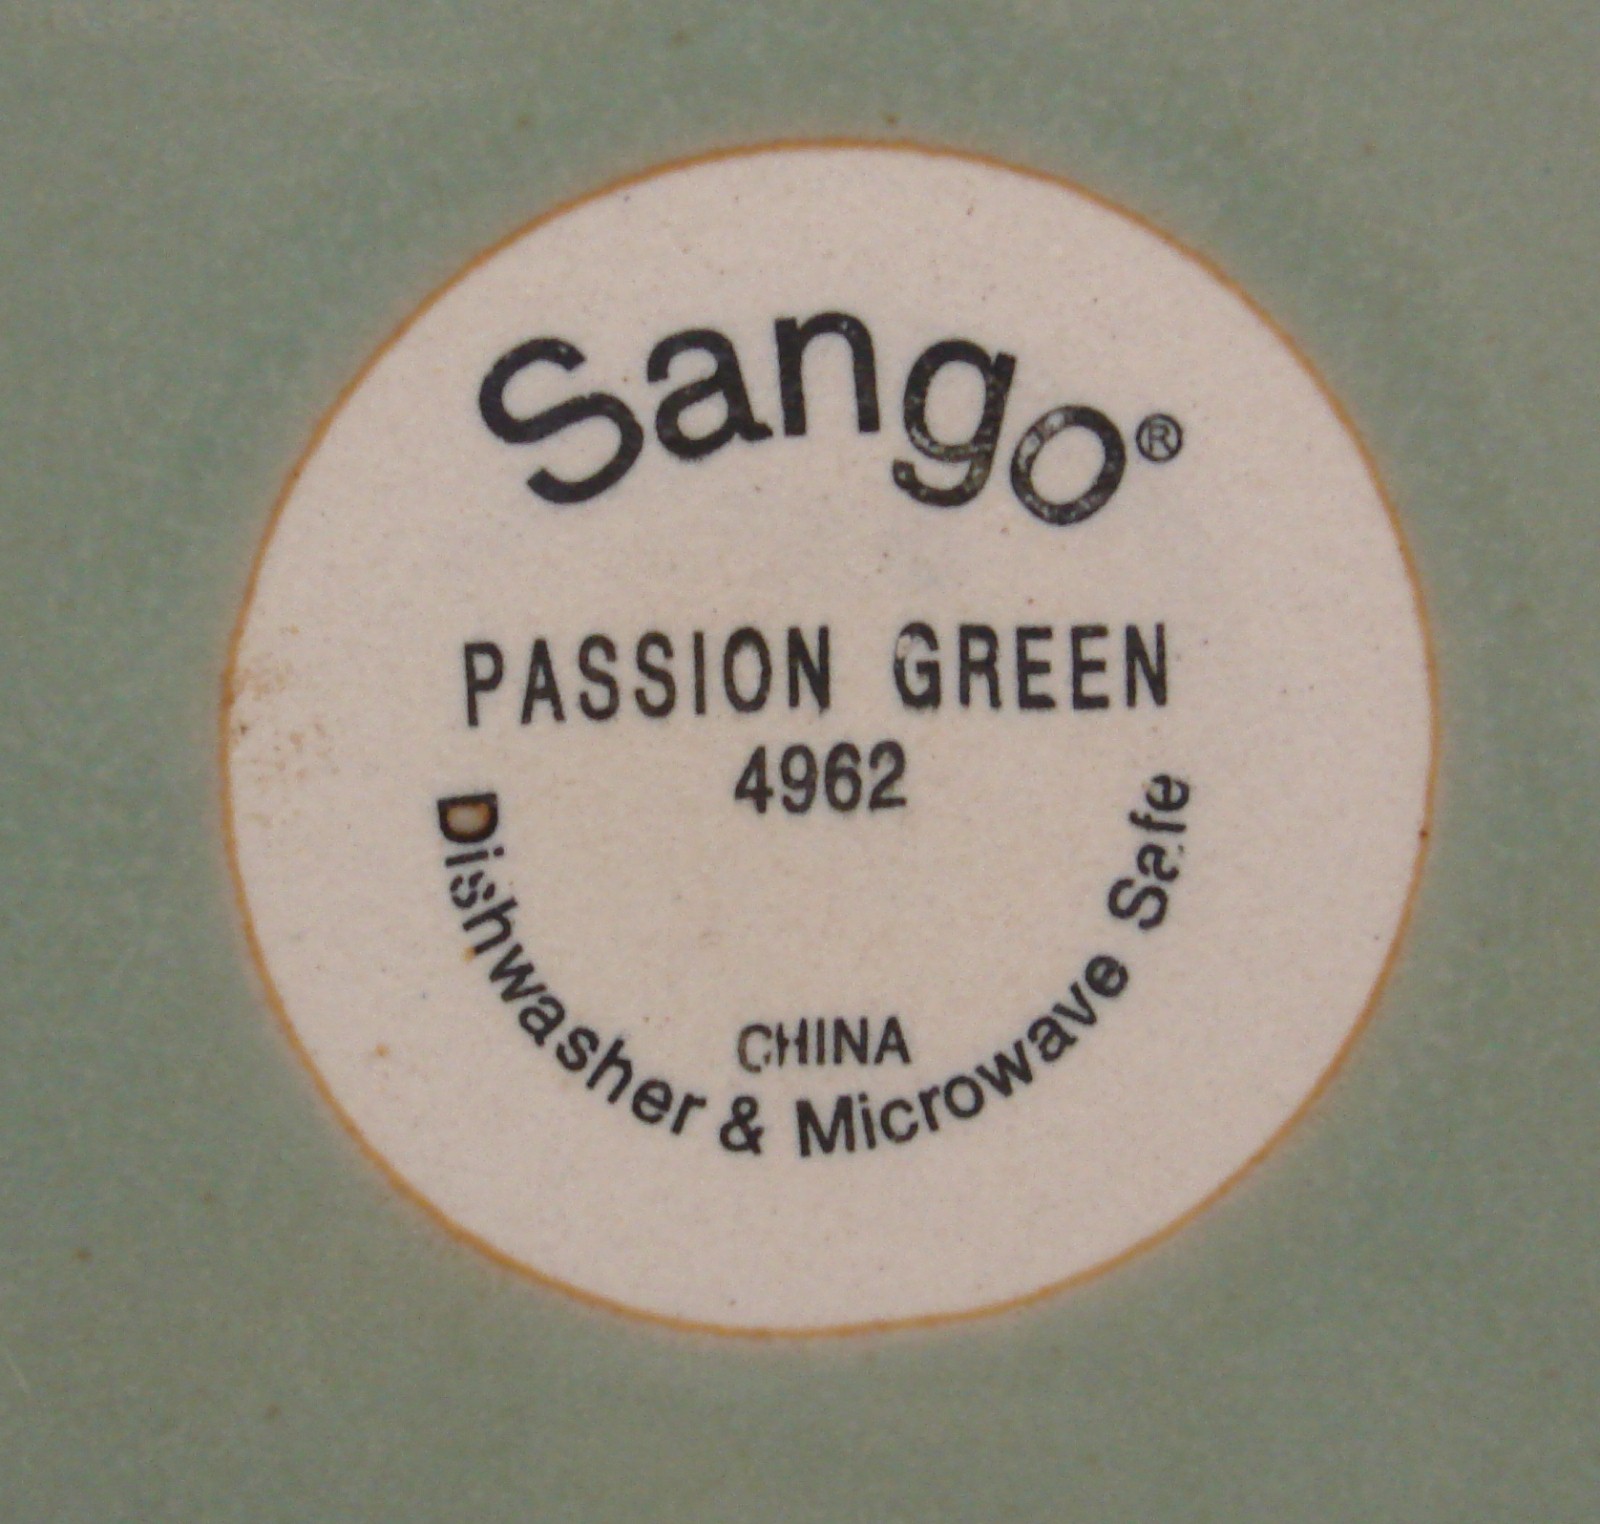 Sango®
PASSION GREEN
4962
CHINA
Dishwasher & Microwave Safe